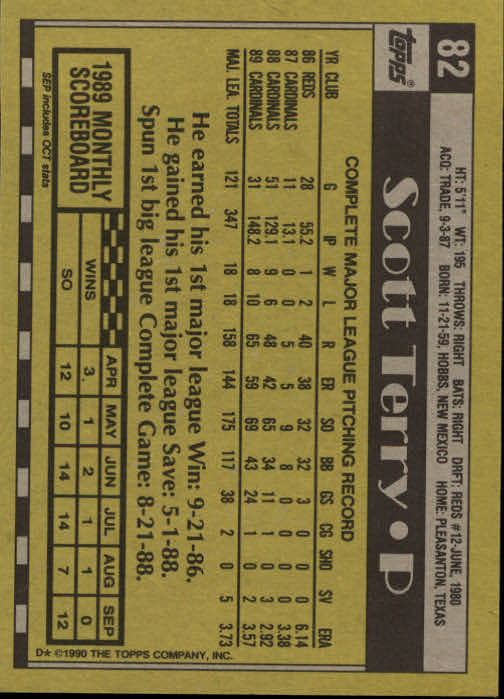 82
topps®
HT: 5'11" WT: 195 THROWS: RIGHT BATS: RIGHT DRFT: REDS #12-JUNE, 1980
ACQ: TRADE, 9-3-87 BORN: 11-21-59, HOBBS, NEW MEXICO HOME: PLEASANTON, TEXAS
Scott Terry • P
COMPLETE MAJOR LEAGUE PITCHING RECORD
YR CLUB G IP W L R ER SO BB GS CG SHO SV ERA
86 REDS 28 55.2 1 2 40 38 32 32 3 0 0 0 6.14
87 CARDINALS 11 13.1 0 0 5 5 9 8 0 0 0 0 3.38
88 CARDINALS 51 129.1 9 6 48 42 65 34 11 1 0 3 2.92
89 CARDINALS 31 148.2 8 10 65 59 69 43 24 1 0 2 3.57
MAJ. LEA. TOTALS 121 347 18 18 158 144 175 117 38 2 0 5 3.73
He earned his 1st major league Win: 9-21-86.
He gained his 1st major league Save: 5-1-88.
Spun 1st big league Complete Game: 8-21-88.
1989 MONTHLY
SCOREBOARD
SEP includes OCT stats
APR MAY JUN JUL AUG SEP
WINS 3 1 2 1 1 0
SO 12 10 14 14 7 12
D★ ©1990 THE TOPPS COMPANY, INC.